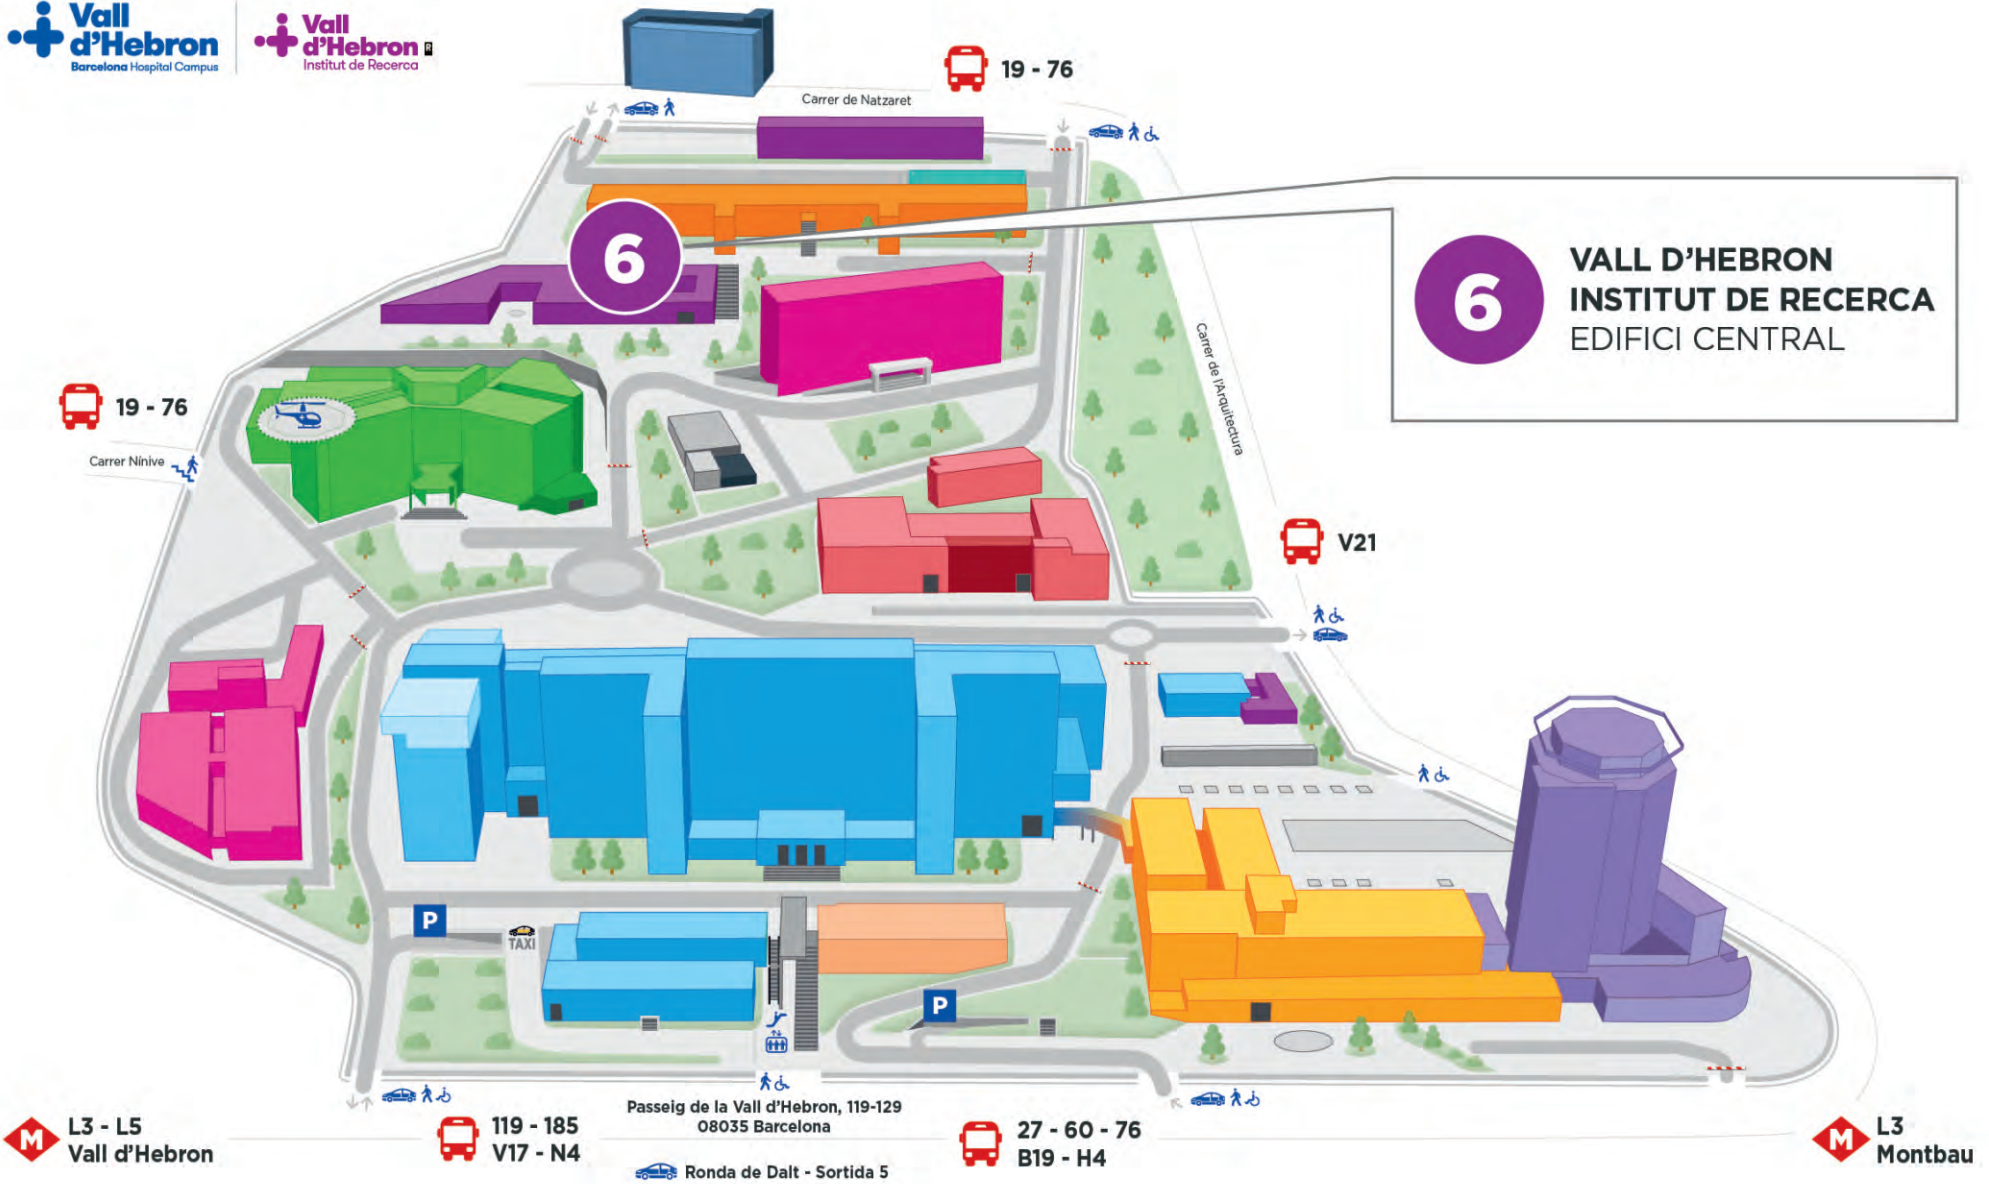 Vall
d'Hebron
Barcelona Hospital Campus
Vall
d'Hebron
Institut de Recerca
19 - 76
Carrer de Natzaret
6
6
VALL D'HEBRON
INSTITUT DE RECERCA
EDIFICI CENTRAL
Carrer de l'Arquitectura
19 - 76
Carrer Nínive
V21
P
TAXI
P
L3 - L5
Vall d'Hebron
119 - 185
V17 - N4
Passeig de la Vall d'Hebron, 119-129
08035 Barcelona
Ronda de Dalt - Sortida 5
27 - 60 - 76
B19 - H4
M
M
L3
Montbau